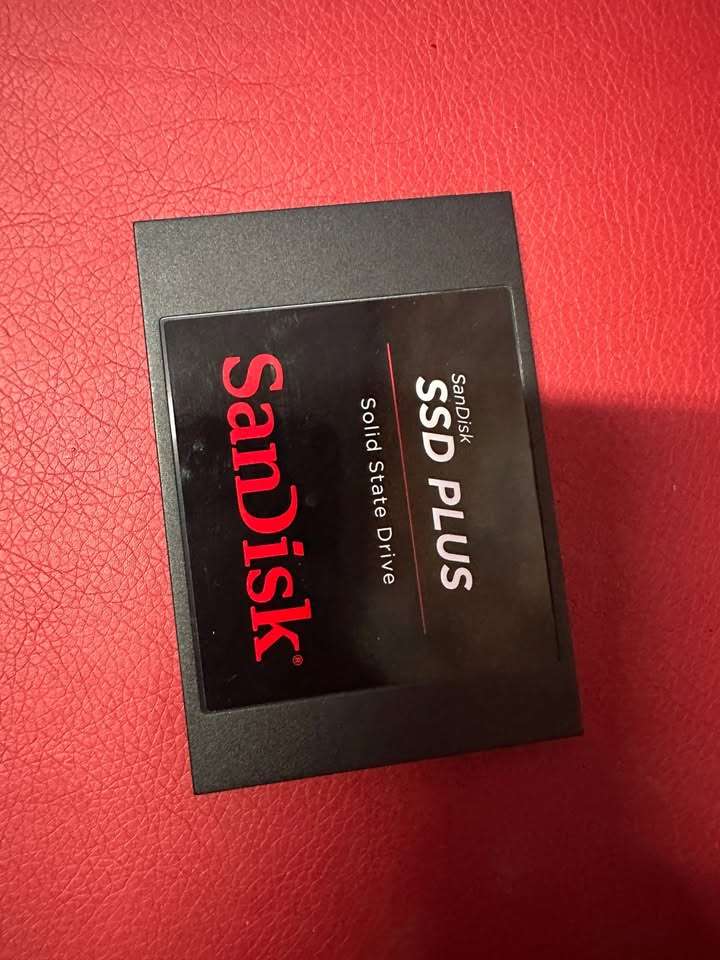 SanDisk
SSD PLUS
Solid State Drive
SanDisk®